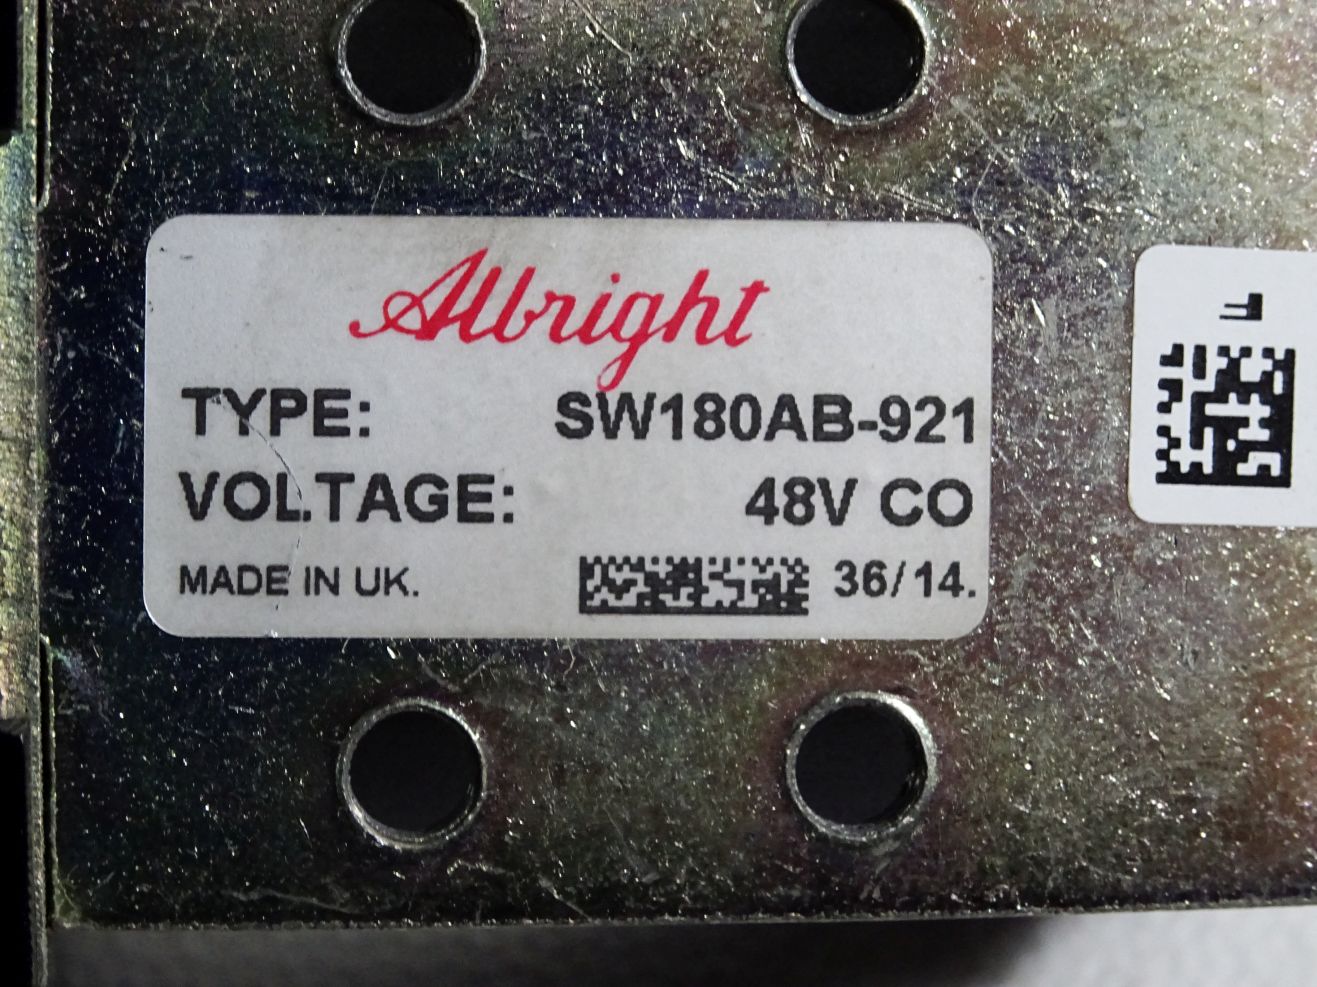 Albright
TYPE: SW180AB-921
VOLTAGE: 48V CO
MADE IN UK. 36/14.